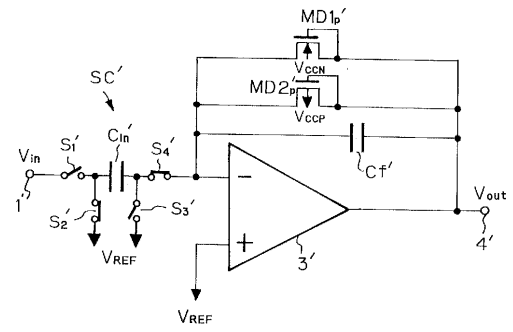 MD1p'
VCCN
MD2p'
VCCP
SC'
Cin'
Vin
S1'
S4'
1'
S2'
S3'
VREF
Cf'
−
+
3'
Vout
4'
VREF